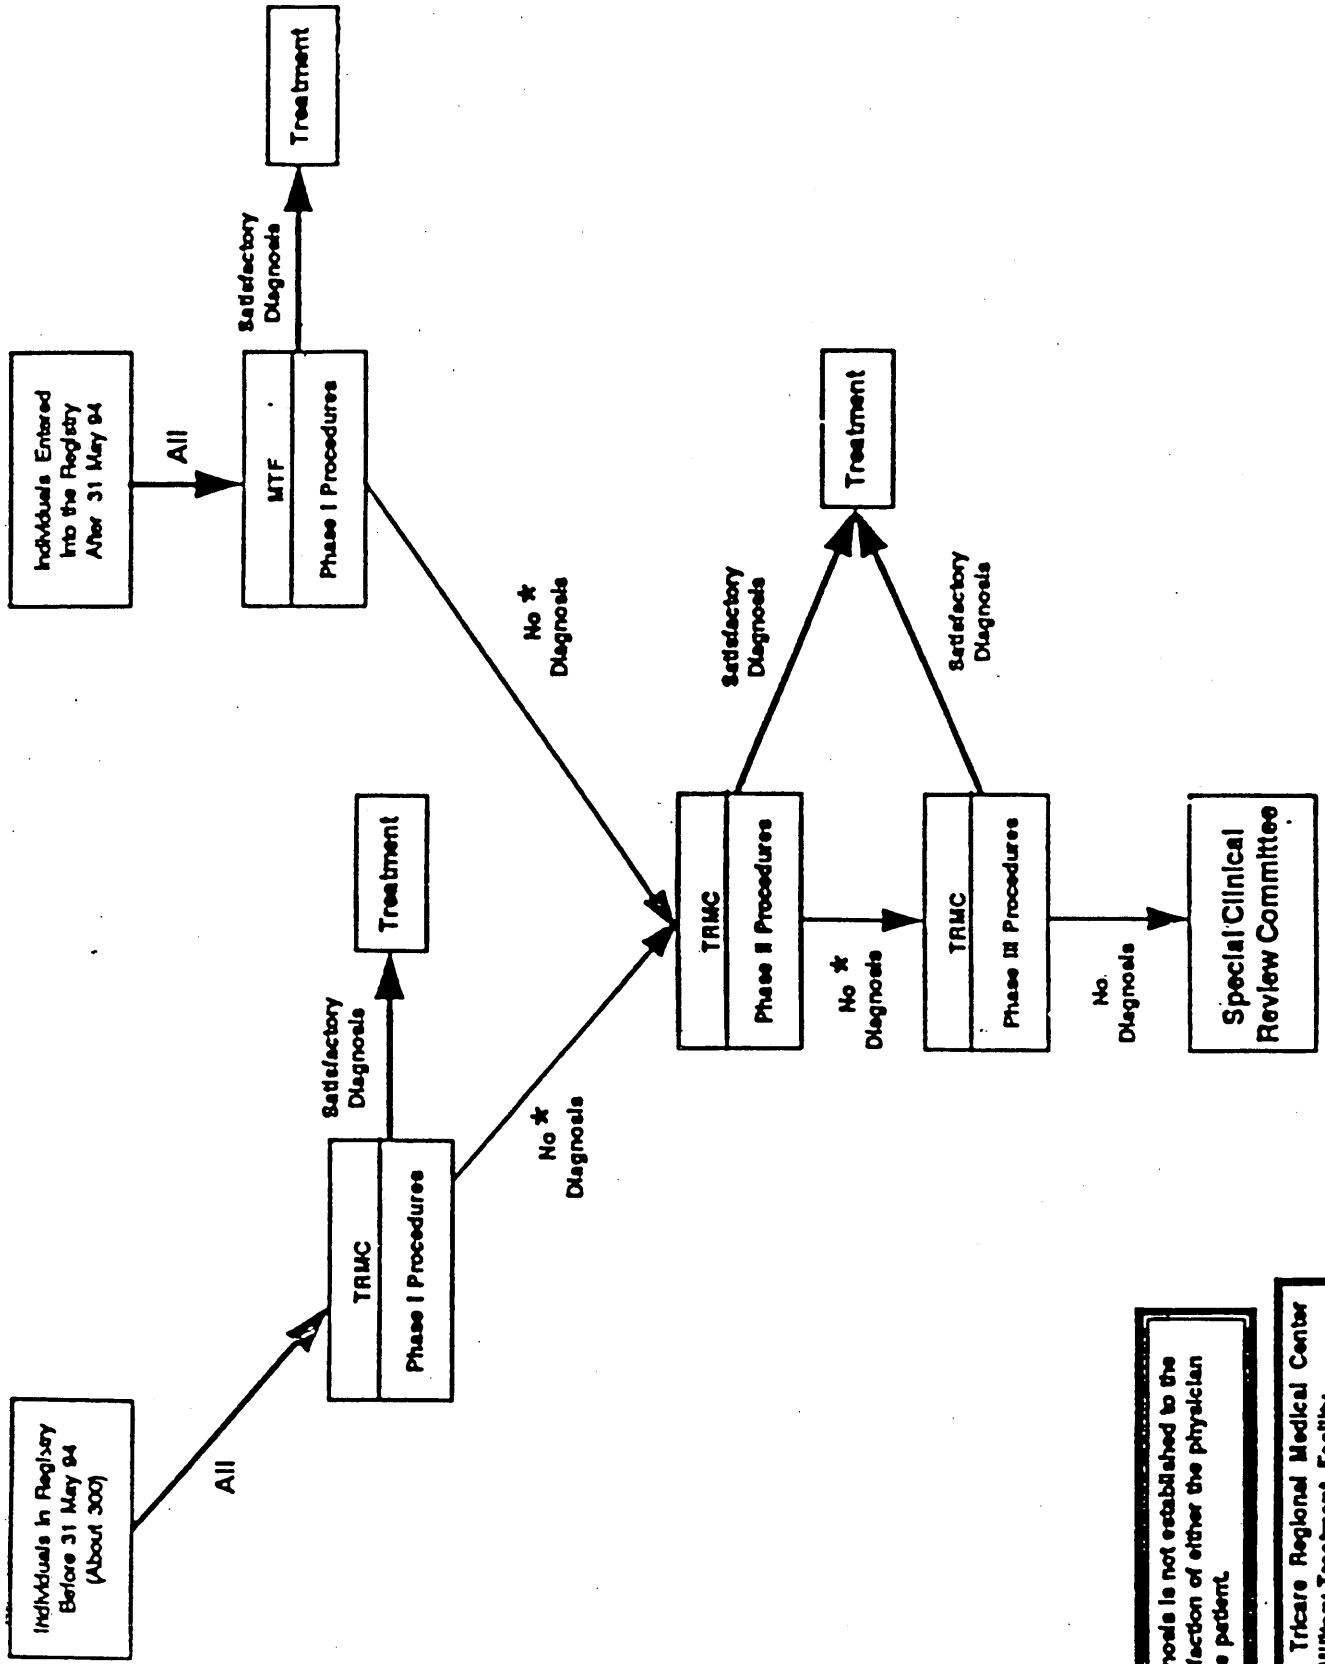 Individuals in Registry
Before 31 May 94
(About 300)
All
TRMC
Phase I Procedures
Satisfactory
Diagnosis
Treatment
No *
Diagnosis
Individuals Entered
Into the Registry
After 31 May 94
All
MTF
Phase I Procedures
Satisfactory
Diagnosis
Treatment
No *
Diagnosis
TRMC
Phase II Procedures
Satisfactory
Diagnosis
Treatment
No *
Diagnosis
TRMC
Phase III Procedures
Satisfactory
Diagnosis
No
Diagnosis
Special Clinical
Review Committee
nosis is not established to the
faction of either the physician
patient.
Tricare Regional Medical Center
Treatment Facility